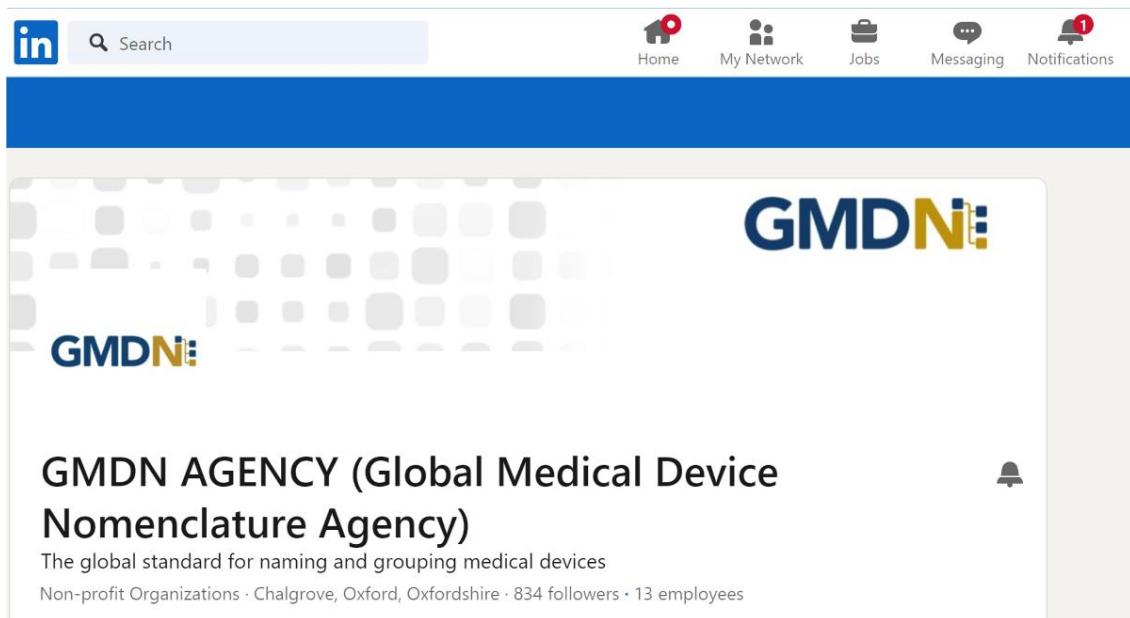 in
Search
Home
My Network
Jobs
Messaging
1
Notifications
GMDN
GMDN
GMDN AGENCY (Global Medical Device
Nomenclature Agency)
The global standard for naming and grouping medical devices
Non-profit Organizations · Chalgrove, Oxford, Oxfordshire · 834 followers · 13 employees